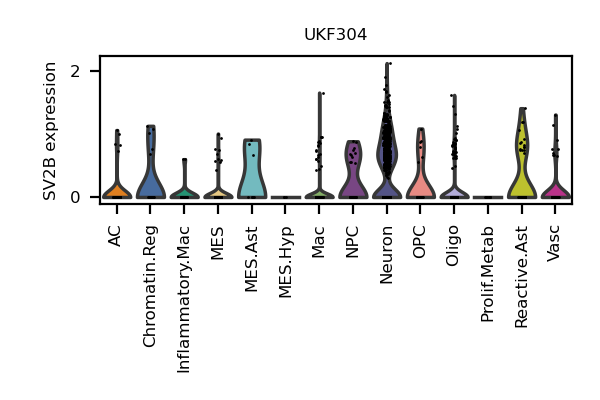 UKF304
SV2B expression
2
0
AC
Chromatin.Reg
Inflammatory.Mac
MES
MES.Ast
MES.Hyp
Mac
NPC
Neuron
OPC
Oligo
Prolif.Metab
Reactive.Ast
Vasc